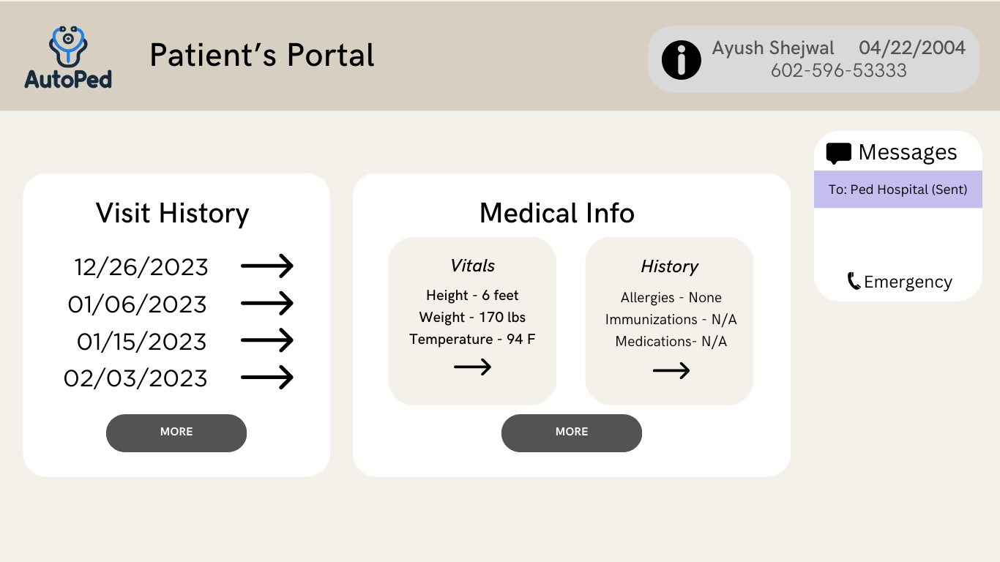 AutoPed
Patient’s Portal
Ayush Shejwal 04/22/2004
602-596-53333
Visit History
12/26/2023
01/06/2023
01/15/2023
02/03/2023
MORE
Medical Info
Vitals
Height - 6 feet
Weight - 170 lbs
Temperature - 94 F
History
Allergies - None
Immunizations - N/A
Medications- N/A
MORE
Messages
To: Ped Hospital (Sent)
Emergency